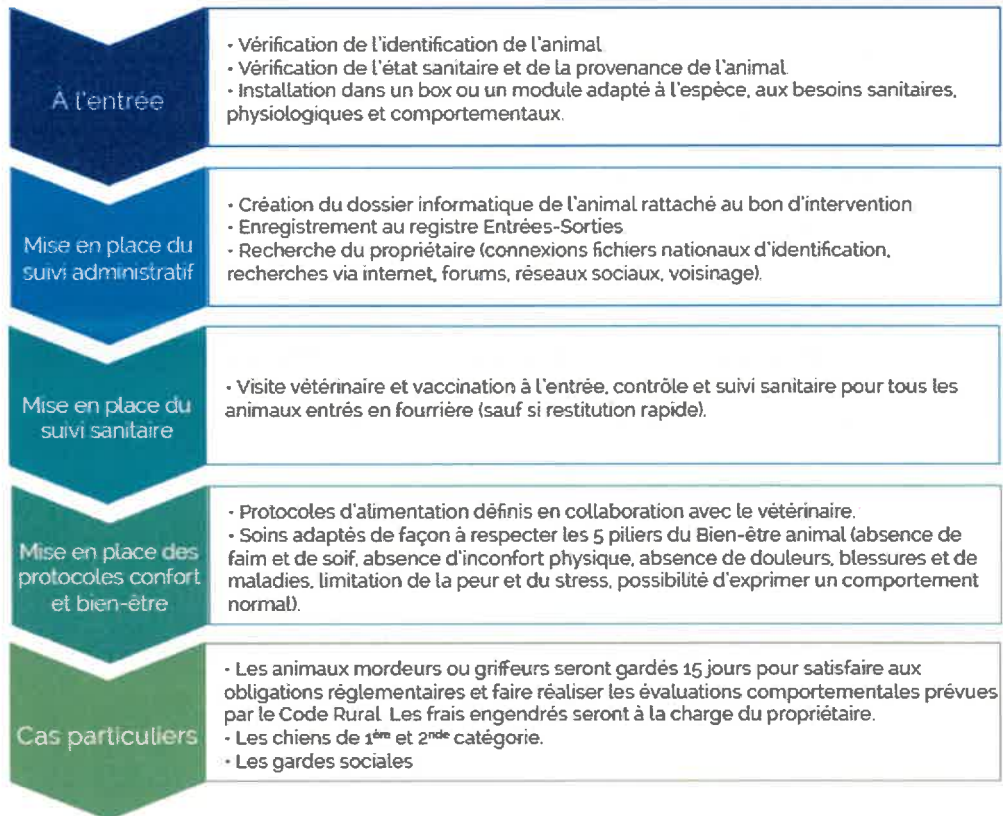 À l'entrée
• Vérification de l'identification de l'animal
• Vérification de l'état sanitaire et de la provenance de l'animal
• Installation dans un box ou un module adapté à l'espèce, aux besoins sanitaires,
physiologiques et comportementaux.
Mise en place du
suivi administratif
• Création du dossier informatique de l'animal rattaché au bon d'intervention
• Enregistrement au registre Entrées-Sorties
• Recherche du propriétaire (connexions fichiers nationaux d'identification,
recherches via internet, forums, réseaux sociaux, voisinage).
Mise en place du
suivi sanitaire
• Visite vétérinaire et vaccination à l'entrée, contrôle et suivi sanitaire pour tous les
animaux entrés en fourrière (sauf si restitution rapide).
Mise en place des
protocoles confort
et bien-être
• Protocoles d'alimentation définis en collaboration avec le vétérinaire.
• Soins adaptés de façon à respecter les 5 piliers du Bien-être animal (absence de
faim et de soif, absence d'inconfort physique, absence de douleurs, blessures et de
maladies, limitation de la peur et du stress, possibilité d'exprimer un comportement
normal).
Cas particuliers
• Les animaux mordeurs ou griffeurs seront gardés 15 jours pour satisfaire aux
obligations réglementaires et faire réaliser les évaluations comportementales prévues
par le Code Rural. Les frais engendrés seront à la charge du propriétaire.
• Les chiens de 1ère et 2nde catégorie.
• Les gardes sociales